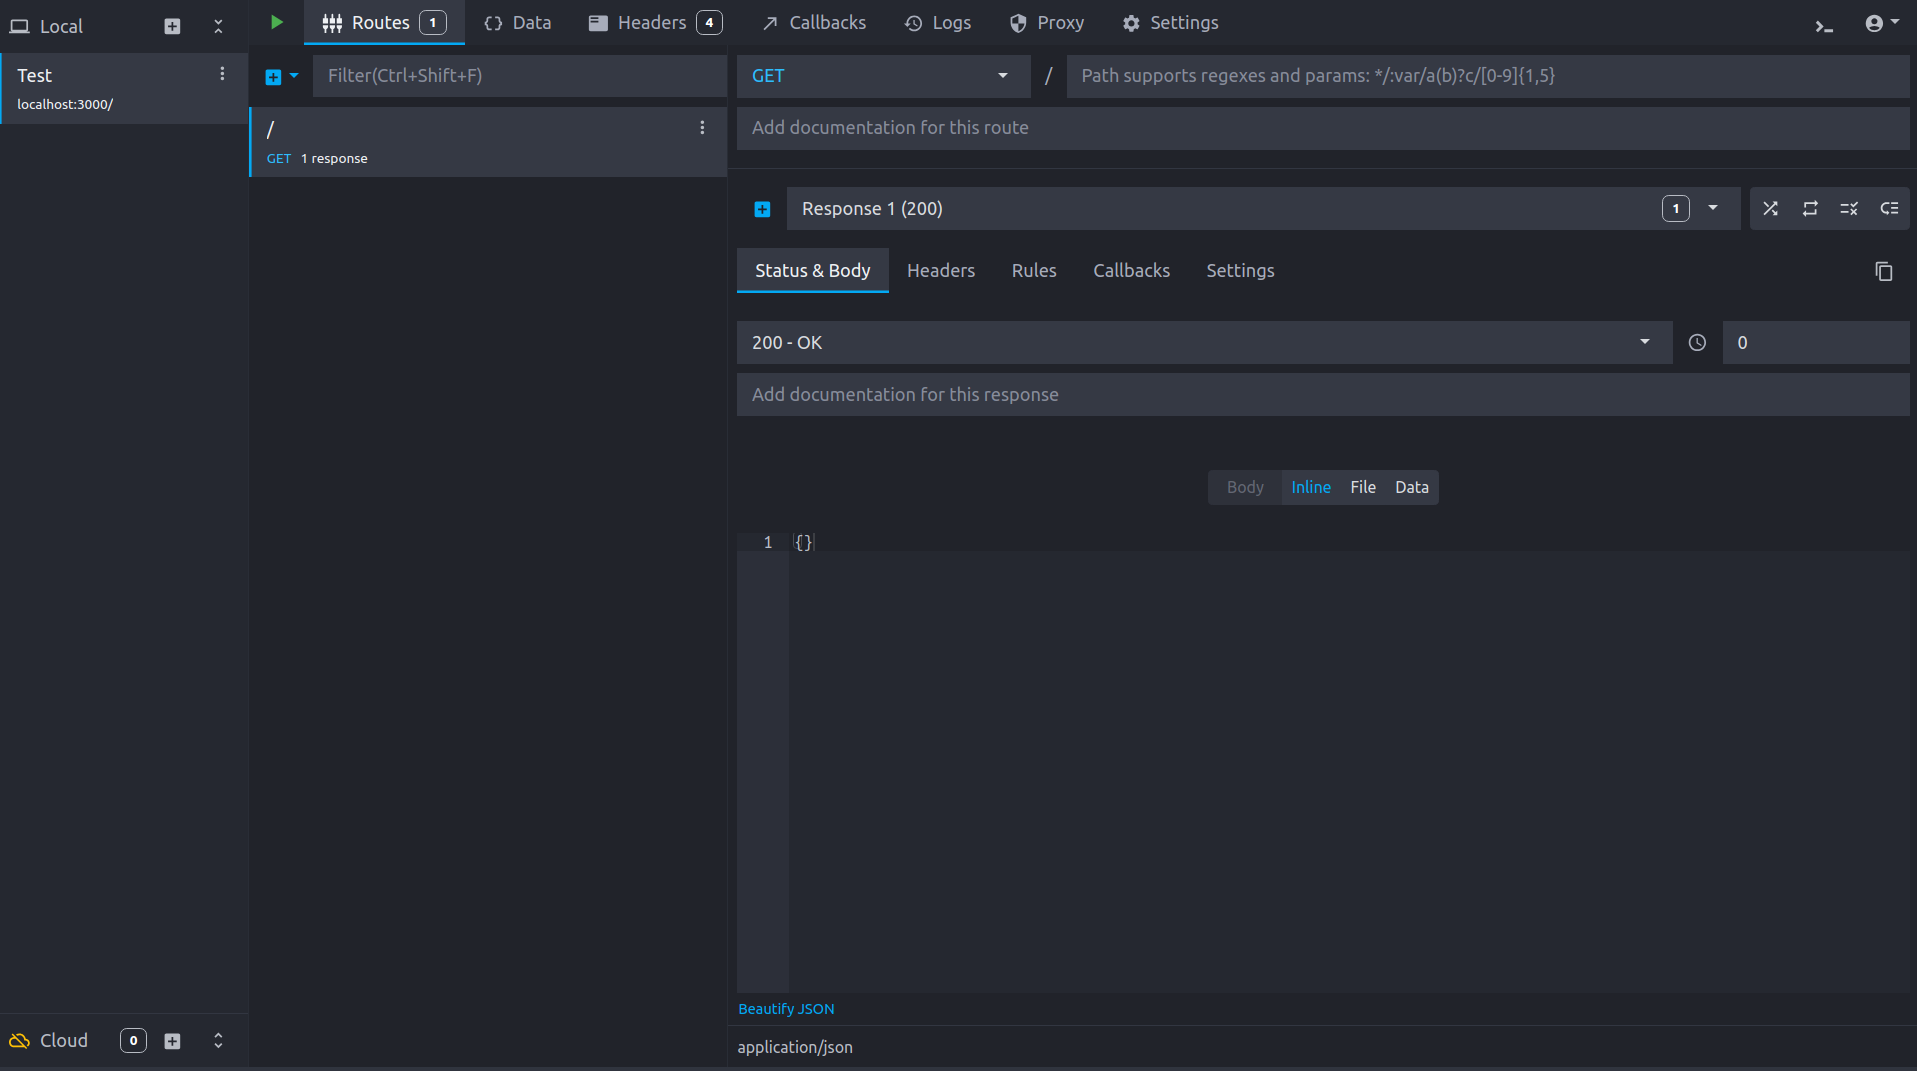 Local
Test
localhost:3000/
Cloud 0
Routes 1 Data Headers 4 Callbacks Logs Proxy Settings
Filter(Ctrl+Shift+F)
/
GET 1 response
GET / Path supports regexes and params: */:var/a(b)?c/[0-9]{1,5}
Add documentation for this route
Response 1 (200) 1
Status & Body Headers Rules Callbacks Settings
200 - OK 0
Add documentation for this response
Body Inline File Data
1 {}
Beautify JSON
application/json